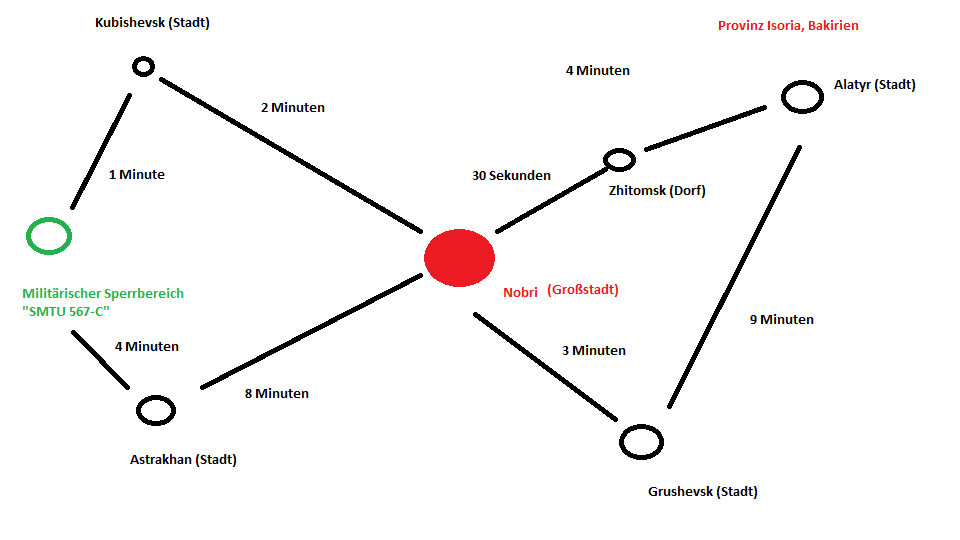 Kubishevsk (Stadt)
Provinz Isoria, Bakirien
4 Minuten
Alatyr (Stadt)
2 Minuten
1 Minute
30 Sekunden
Zhitomsk (Dorf)
Militärischer Sperrbereich
"SMTU 567-C"
Nobri (Großstadt)
4 Minuten
3 Minuten
9 Minuten
8 Minuten
Astrakhan (Stadt)
Grushevsk (Stadt)